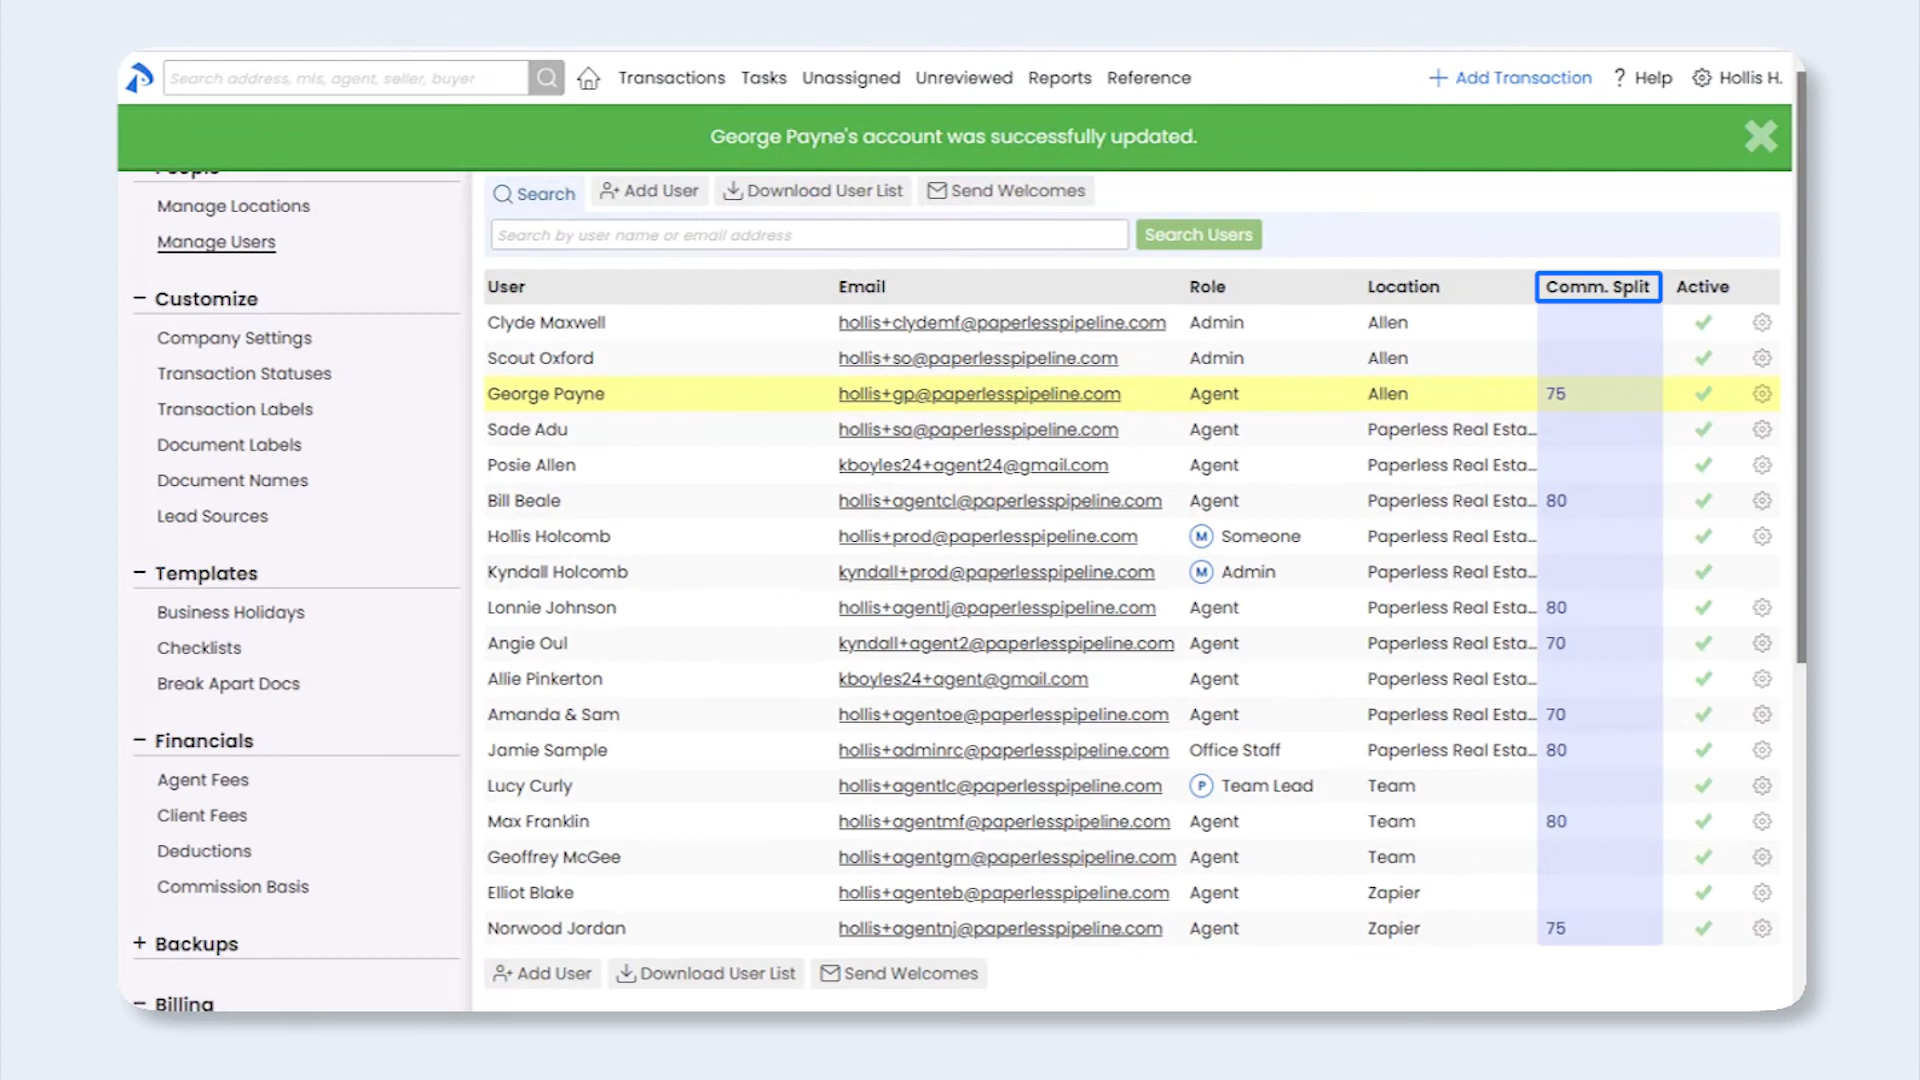 Search address, mls, agent, seller, buyer
Transactions Tasks Unassigned Unreviewed Reports Reference
+ Add Transaction ? Help Hollis H.
George Payne's account was successfully updated.
People
Manage Locations
Manage Users
− Customize
Company Settings
Transaction Statuses
Transaction Labels
Document Labels
Document Names
Lead Sources
− Templates
Business Holidays
Checklists
Break Apart Docs
− Financials
Agent Fees
Client Fees
Deductions
Commission Basis
+ Backups
− Billing
Search Add User Download User List Send Welcomes
Search by user name or email address Search Users
User Email Role Location Comm. Split Active
Clyde Maxwell hollis+clydemf@paperlesspipeline.com Admin Allen
Scout Oxford hollis+so@paperlesspipeline.com Admin Allen
George Payne hollis+gp@paperlesspipeline.com Agent Allen 75
Sade Adu hollis+sa@paperlesspipeline.com Agent Paperless Real Esta...
Posie Allen kboyles24+agent24@gmail.com Agent Paperless Real Esta...
Bill Beale hollis+agentcl@paperlesspipeline.com Agent Paperless Real Esta... 80
Hollis Holcomb hollis+prod@paperlesspipeline.com M Someone Paperless Real Esta...
Kyndall Holcomb kyndall+prod@paperlesspipeline.com M Admin Paperless Real Esta...
Lonnie Johnson hollis+agentlj@paperlesspipeline.com Agent Paperless Real Esta... 80
Angie Oul kyndall+agent2@paperlesspipeline.com Agent Paperless Real Esta... 70
Allie Pinkerton kboyles24+agent@gmail.com Agent Paperless Real Esta...
Amanda & Sam hollis+agentoe@paperlesspipeline.com Agent Paperless Real Esta... 70
Jamie Sample hollis+adminrc@paperlesspipeline.com Office Staff Paperless Real Esta... 80
Lucy Curly hollis+agentlc@paperlesspipeline.com P Team Lead Team
Max Franklin hollis+agentmf@paperlesspipeline.com Agent Team 80
Geoffrey McGee hollis+agentgm@paperlesspipeline.com Agent Team
Elliot Blake hollis+agenteb@paperlesspipeline.com Agent Zapier
Norwood Jordan hollis+agentnj@paperlesspipeline.com Agent Zapier 75
Add User Download User List Send Welcomes